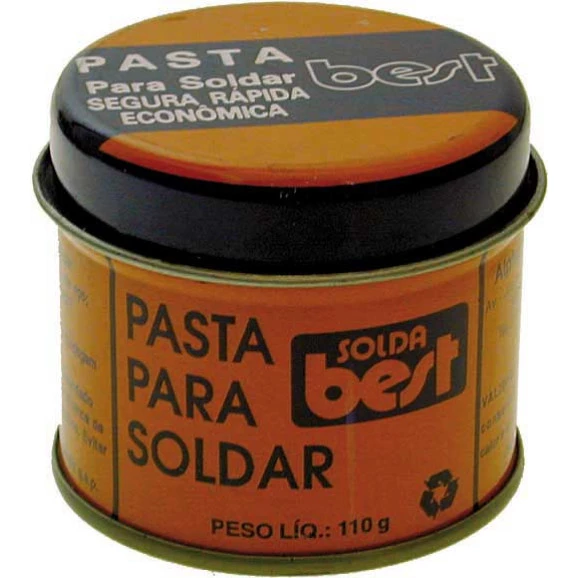 PASTA
Para Soldar
best
SEGURA RÁPIDA
ECONÔMICA
PASTA
PARA
SOLDAR
SOLDA
best
PESO LÍQ.: 110 g